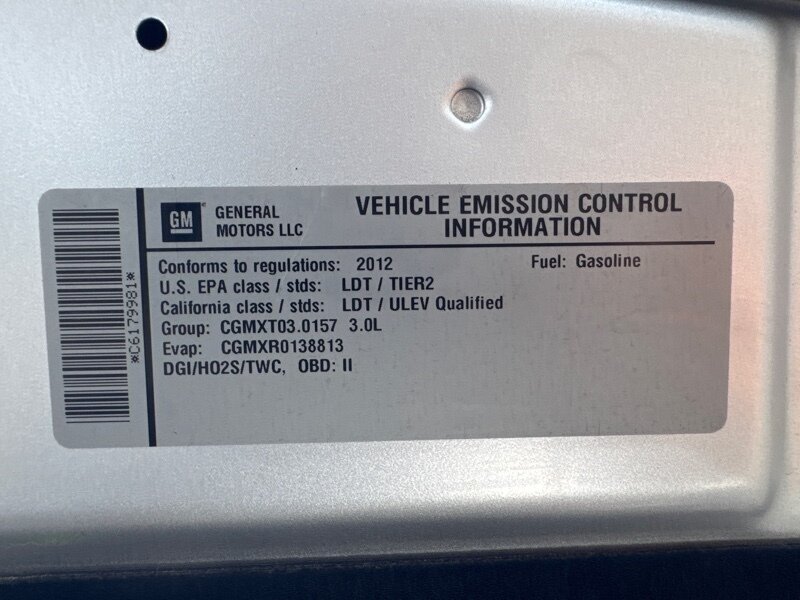 GM
GENERAL
MOTORS LLC
VEHICLE EMISSION CONTROL
INFORMATION
Conforms to regulations: 2012
Fuel: Gasoline
U.S. EPA class / stds: LDT / TIER2
California class / stds: LDT / ULEV Qualified
Group: CGMXT03.0157 3.0L
Evap: CGMXR0138813
DGI/HO2S/TWC, OBD: II
*C6179981*